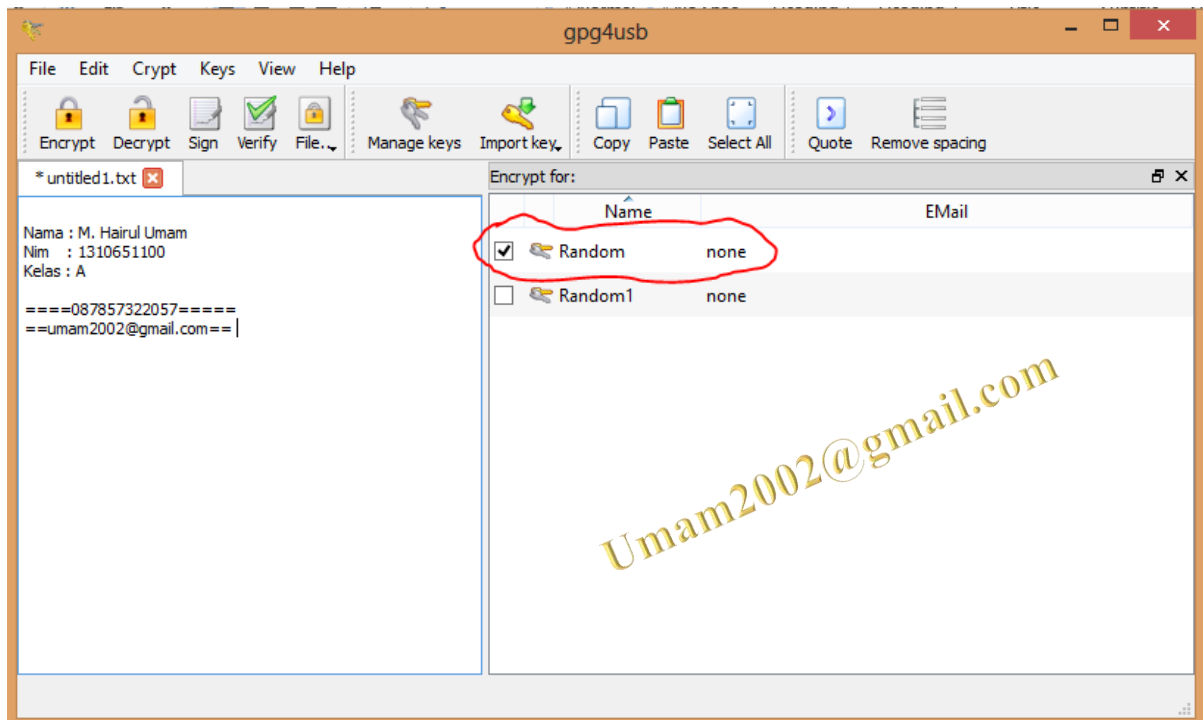 gpg4usb
File Edit Crypt Keys View Help
Encrypt Decrypt Sign Verify File.. Manage keys Import key Copy Paste Select All Quote Remove spacing
* untitled1.txt
Nama : M. Hairul Umam
Nim : 1310651100
Kelas : A
====087857322057=====
==umam2002@gmail.com==
Encrypt for:
Name EMail
Random none
Random1 none
Umam2002@gmail.com